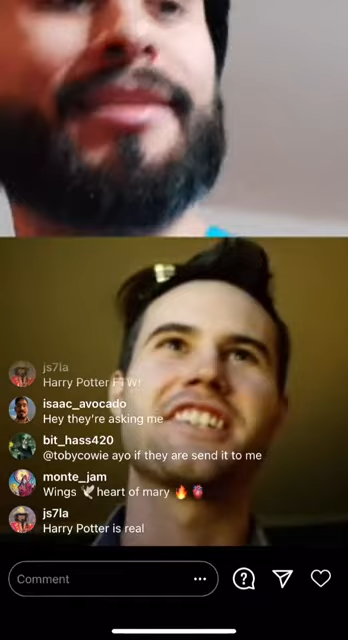 js7la
Harry Potter FTW!
isaac_avocado
Hey they're asking me
bit_hass420
@tobycowie ayo if they are send it to me
monte_jam
Wings 🕊️ heart of mary 🔥🫀
js7la
Harry Potter is real
Comment